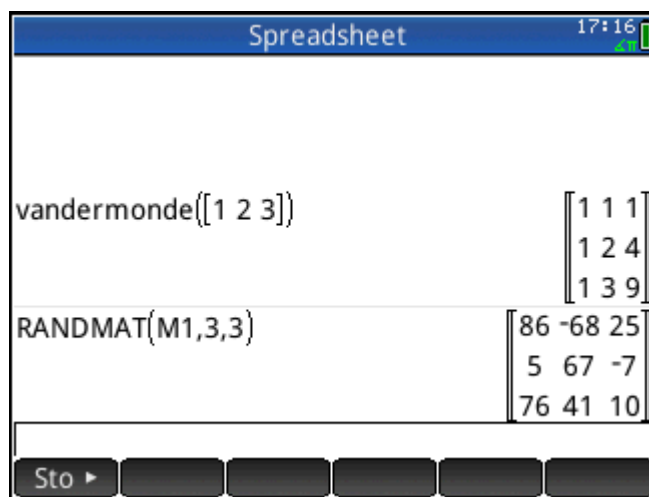 Spreadsheet 17:16
∠π
vandermonde([1 2 3])
[1 1 1
1 2 4
1 3 9]
RANDMAT(M1,3,3)
[86 -68 25
5 67 -7
76 41 10]
Sto ►